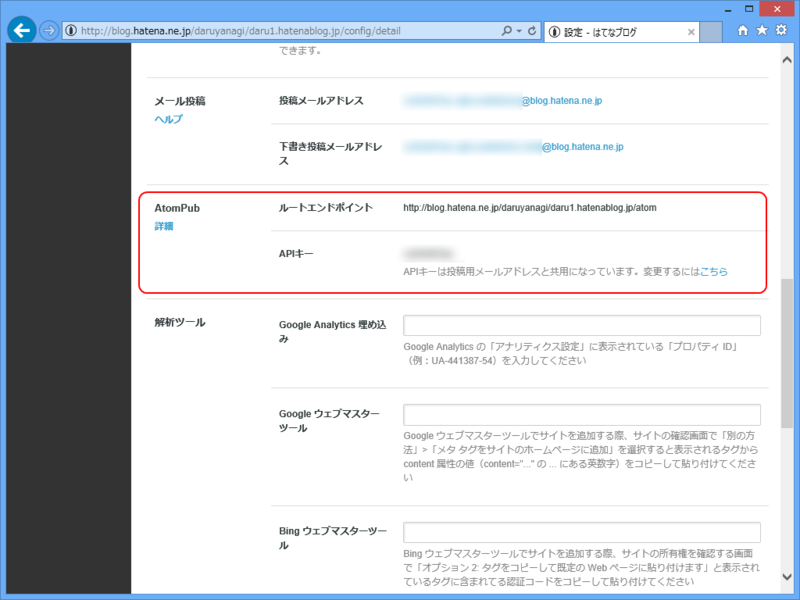 http://blog.hatena.ne.jp/daruyanagi/daru1.hatenablog.jp/config/detail
設定 - はてなブログ
できます。
メール投稿
ヘルプ
投稿メールアドレス
@blog.hatena.ne.jp
下書き投稿メールアドレ
ス
@blog.hatena.ne.jp
AtomPub
詳細
ルートエンドポイント
http://blog.hatena.ne.jp/daruyanagi/daru1.hatenablog.jp/atom
APIキー
APIキーは投稿用メールアドレスと共用になっています。変更するにはこちら
解析ツール
Google Analytics 埋め込
み
Google Analytics の「アナリティクス設定」に表示されている「プロパティ ID」
（例：UA-441387-54）を入力してください
Google ウェブマスター
ツール
Google ウェブマスターツールでサイトを追加する際、サイトの確認画面で「別の方
法」>「メタ タグをサイトのホームページに追加」を選択すると表示されるタグから
content 属性の値（content="..." の ... にある英数字）をコピーして貼り付けてくださ
い
Bing ウェブマスターツー
ル
Bing ウェブマスターツールでサイトを追加する際、サイトの所有権を確認する画面
で「オプション 2: タグをコピーして既定の Web ページに貼り付けます」と表示され
ているタグに含まれてる認証コードをコピーして貼り付けてください